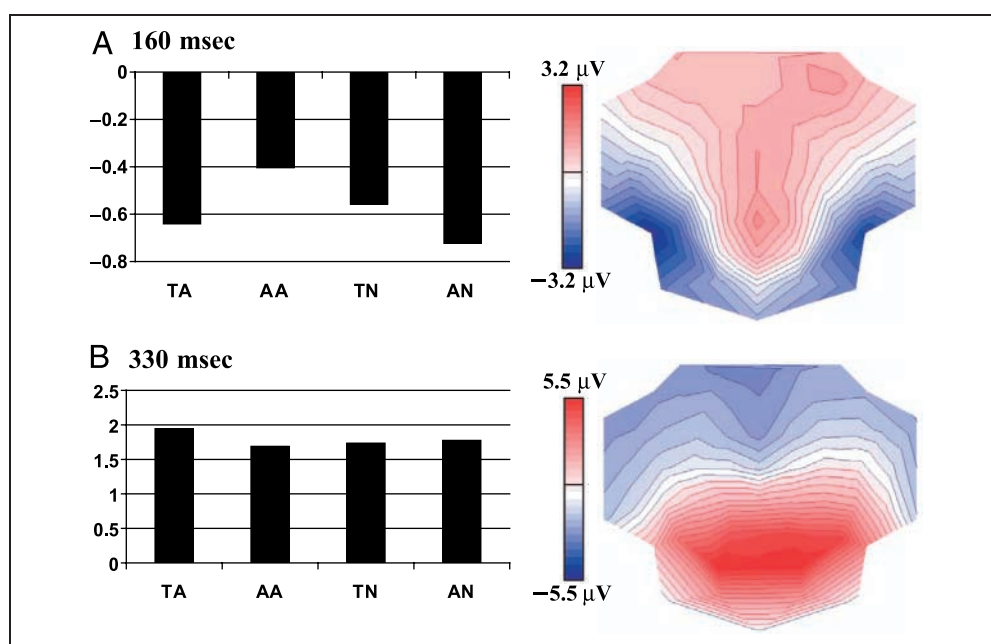 A 160 msec
0
–0.2
–0.4
–0.6
–0.8
TA AA TN AN
3.2 μV
–3.2 μV
B 330 msec
2.5
2
1.5
1
0.5
0
TA AA TN AN
5.5 μV
–5.5 μV